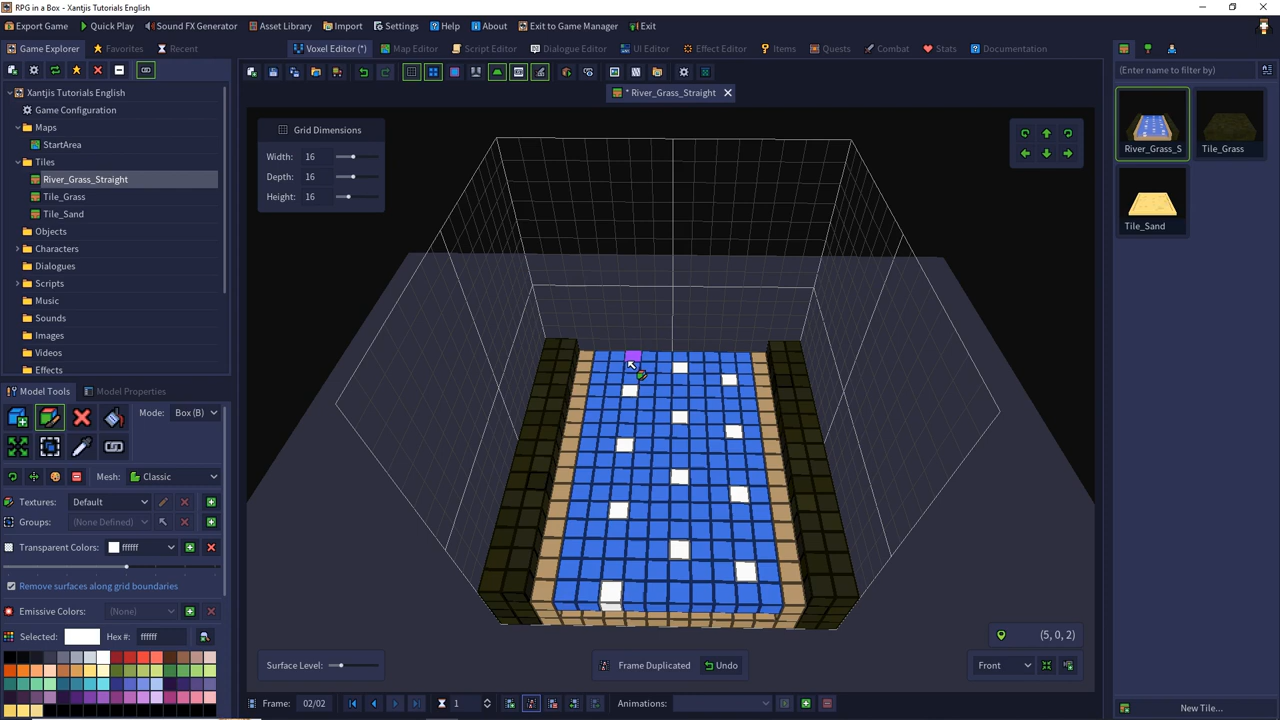 RPG in a Box - Xantjis Tutorials English
Export Game Quick Play Sound FX Generator Asset Library Import Settings Help About Exit to Game Manager Exit
Game Explorer Favorites Recent Voxel Editor (*) Map Editor Script Editor Dialogue Editor UI Editor Effect Editor Items Quests Combat Stats Documentation
(Enter name to filter by)
* River_Grass_Straight
Xantjis Tutorials English
Game Configuration
Maps
StartArea
Tiles
River_Grass_Straight
Tile_Grass
Tile_Sand
Objects
Characters
Dialogues
Scripts
Music
Sounds
Images
Videos
Effects
Grid Dimensions
Width: 16
Depth: 16
Height: 16
River_Grass_S Tile_Grass
Tile_Sand
Model Tools Model Properties
Mode: Box (B)
Mesh: Classic
Textures: Default
Groups: (None Defined)
Transparent Colors: ffffff
Remove surfaces along grid boundaries
Emissive Colors: (None)
Selected: Hex #: ffffff
(5, 0, 2)
Surface Level: Frame Duplicated Undo Front
Frame: 02/02 1 Animations:
New Tile...